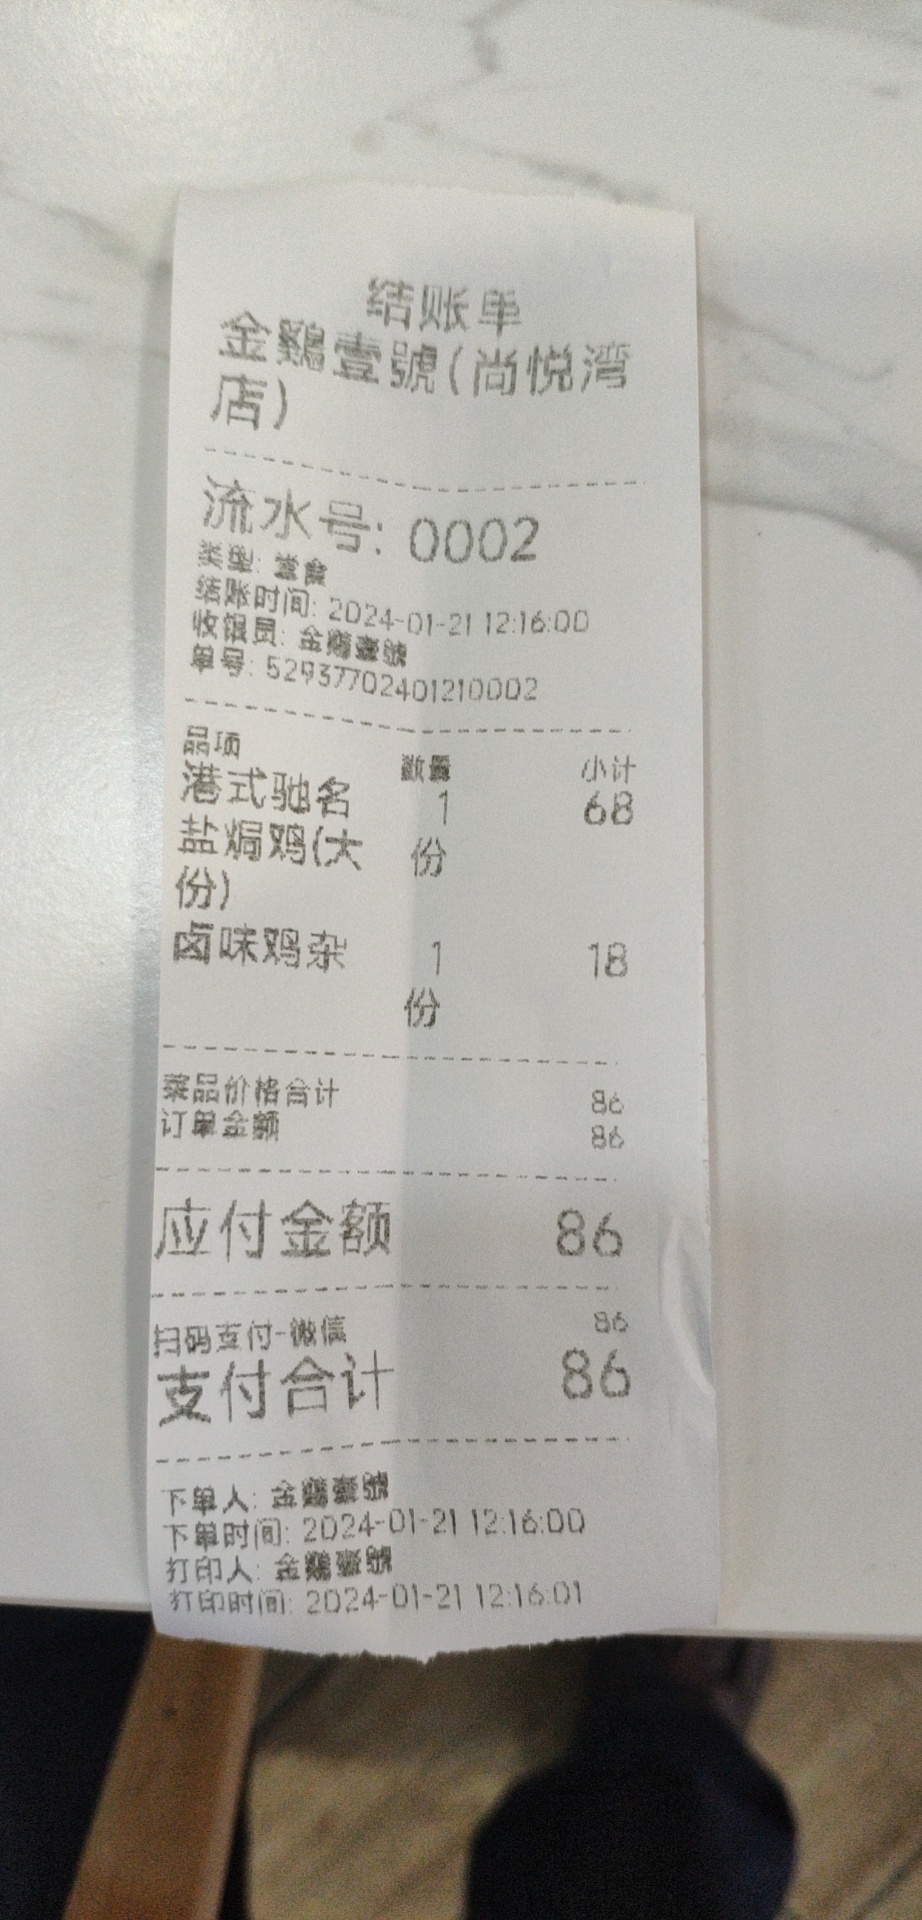 结账单
金鷄壹號(尚悦湾
店)
流水号: 0002
类型: 堂食
结账时间: 2024-01-21 12:16:00
收银员: 金鷄壹號
单号: 52937702401210002
品项 数量 小计
港式驰名 1 68
盐焗鸡(大 份
份)
卤味鸡杂 1 18
份
菜品价格合计 86
订单金额 86
应付金额 86
扫码支付-微信 86
支付合计 86
下单人: 金鷄壹號
下单时间: 2024-01-21 12:16:00
打印人: 金鷄壹號
打印时间: 2024-01-21 12:16:01